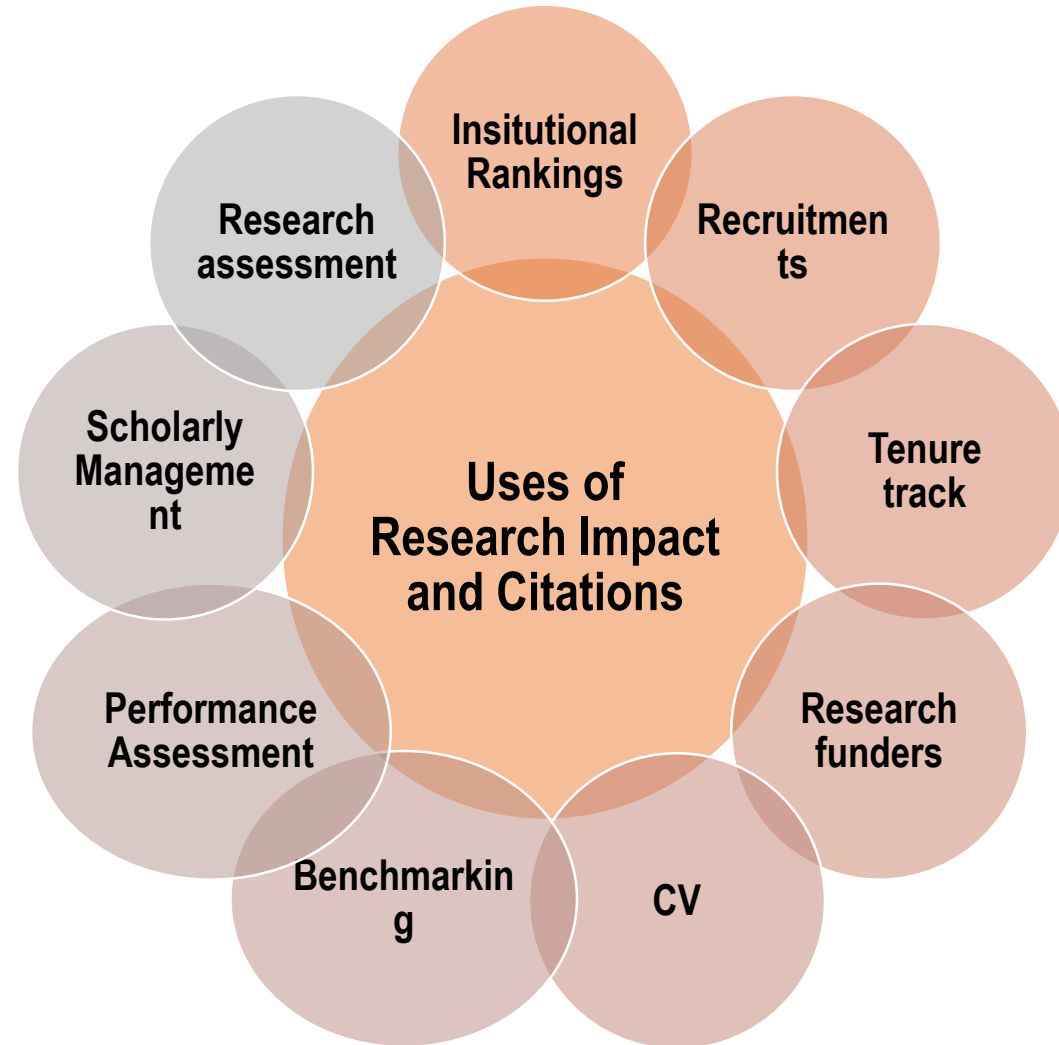 Insitutional
Rankings
Recruitmen
ts
Tenure
track
Research
funders
CV
Benchmarkin
g
Performance
Assessment
Scholarly
Manageme
nt
Research
assessment
Uses of
Research Impact
and Citations